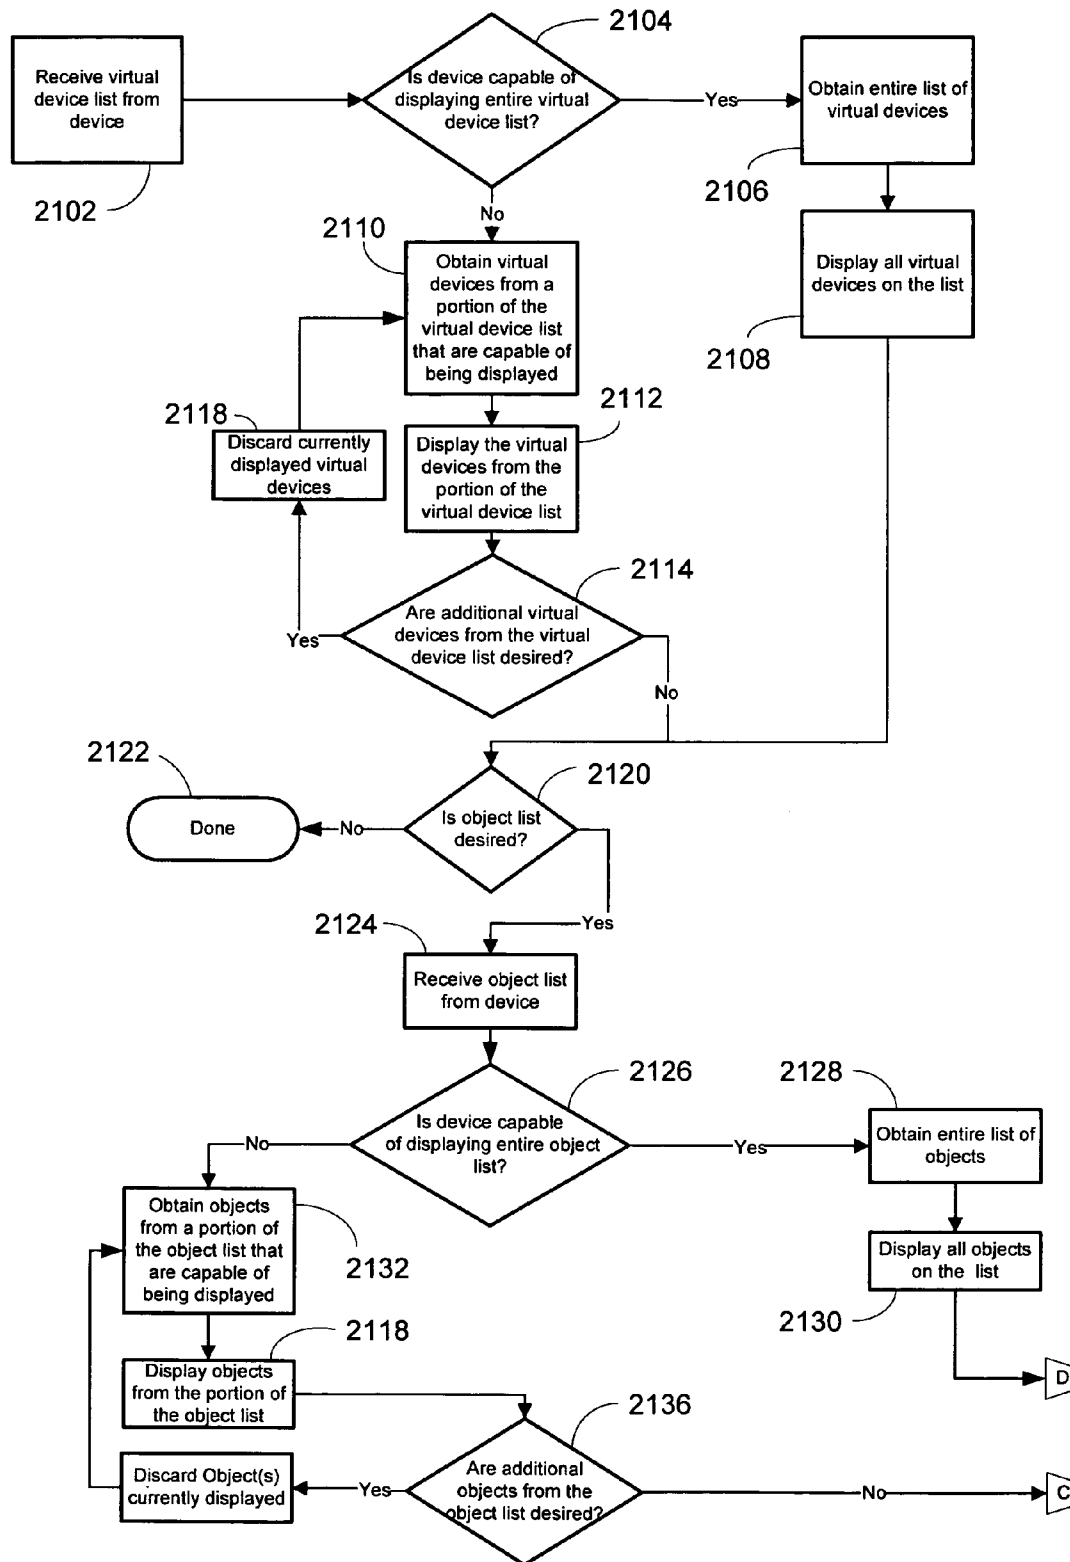 2104
Receive virtual
device list from
device
Is device capable of
displaying entire virtual
device list?
Yes
Obtain entire list of
virtual devices
2102
2106
No
2110
Obtain virtual
devices from a
portion of the
virtual device list
that are capable of
being displayed
Display all virtual
devices on the list
2108
2118
Discard currently
displayed virtual
devices
2112
Display the virtual
devices from the
portion of the
virtual device list
2114
Are additional virtual
devices from the virtual
device list desired?
Yes
No
2122
Done
No
2120
Is object list
desired?
Yes
2124
Receive object list
from device
2126
Is device capable
of displaying entire object
list?
No
Yes
2128
Obtain entire list of
objects
Obtain objects
from a portion of
the object list that
are capable of
being displayed
2132
Display all objects
on the list
2130
2118
Display objects
from the portion of
the object list
D
2136
Are additional
objects from the
object list desired?
Yes
Discard Object(s)
currently displayed
No
C